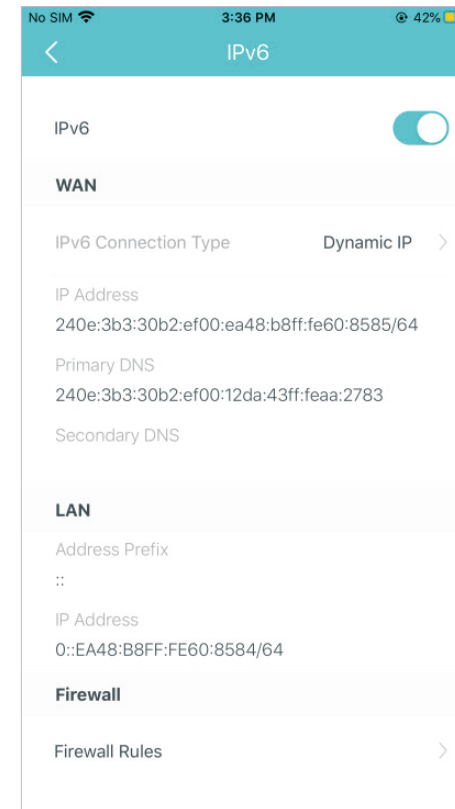 No SIM 3:36 PM 42%
IPv6
IPv6
WAN
IPv6 Connection Type Dynamic IP
IP Address
240e:3b3:30b2:ef00:ea48:b8ff:fe60:8585/64
Primary DNS
240e:3b3:30b2:ef00:12da:43ff:feaa:2783
Secondary DNS
LAN
Address Prefix
::
IP Address
0::EA48:B8FF:FE60:8584/64
Firewall
Firewall Rules